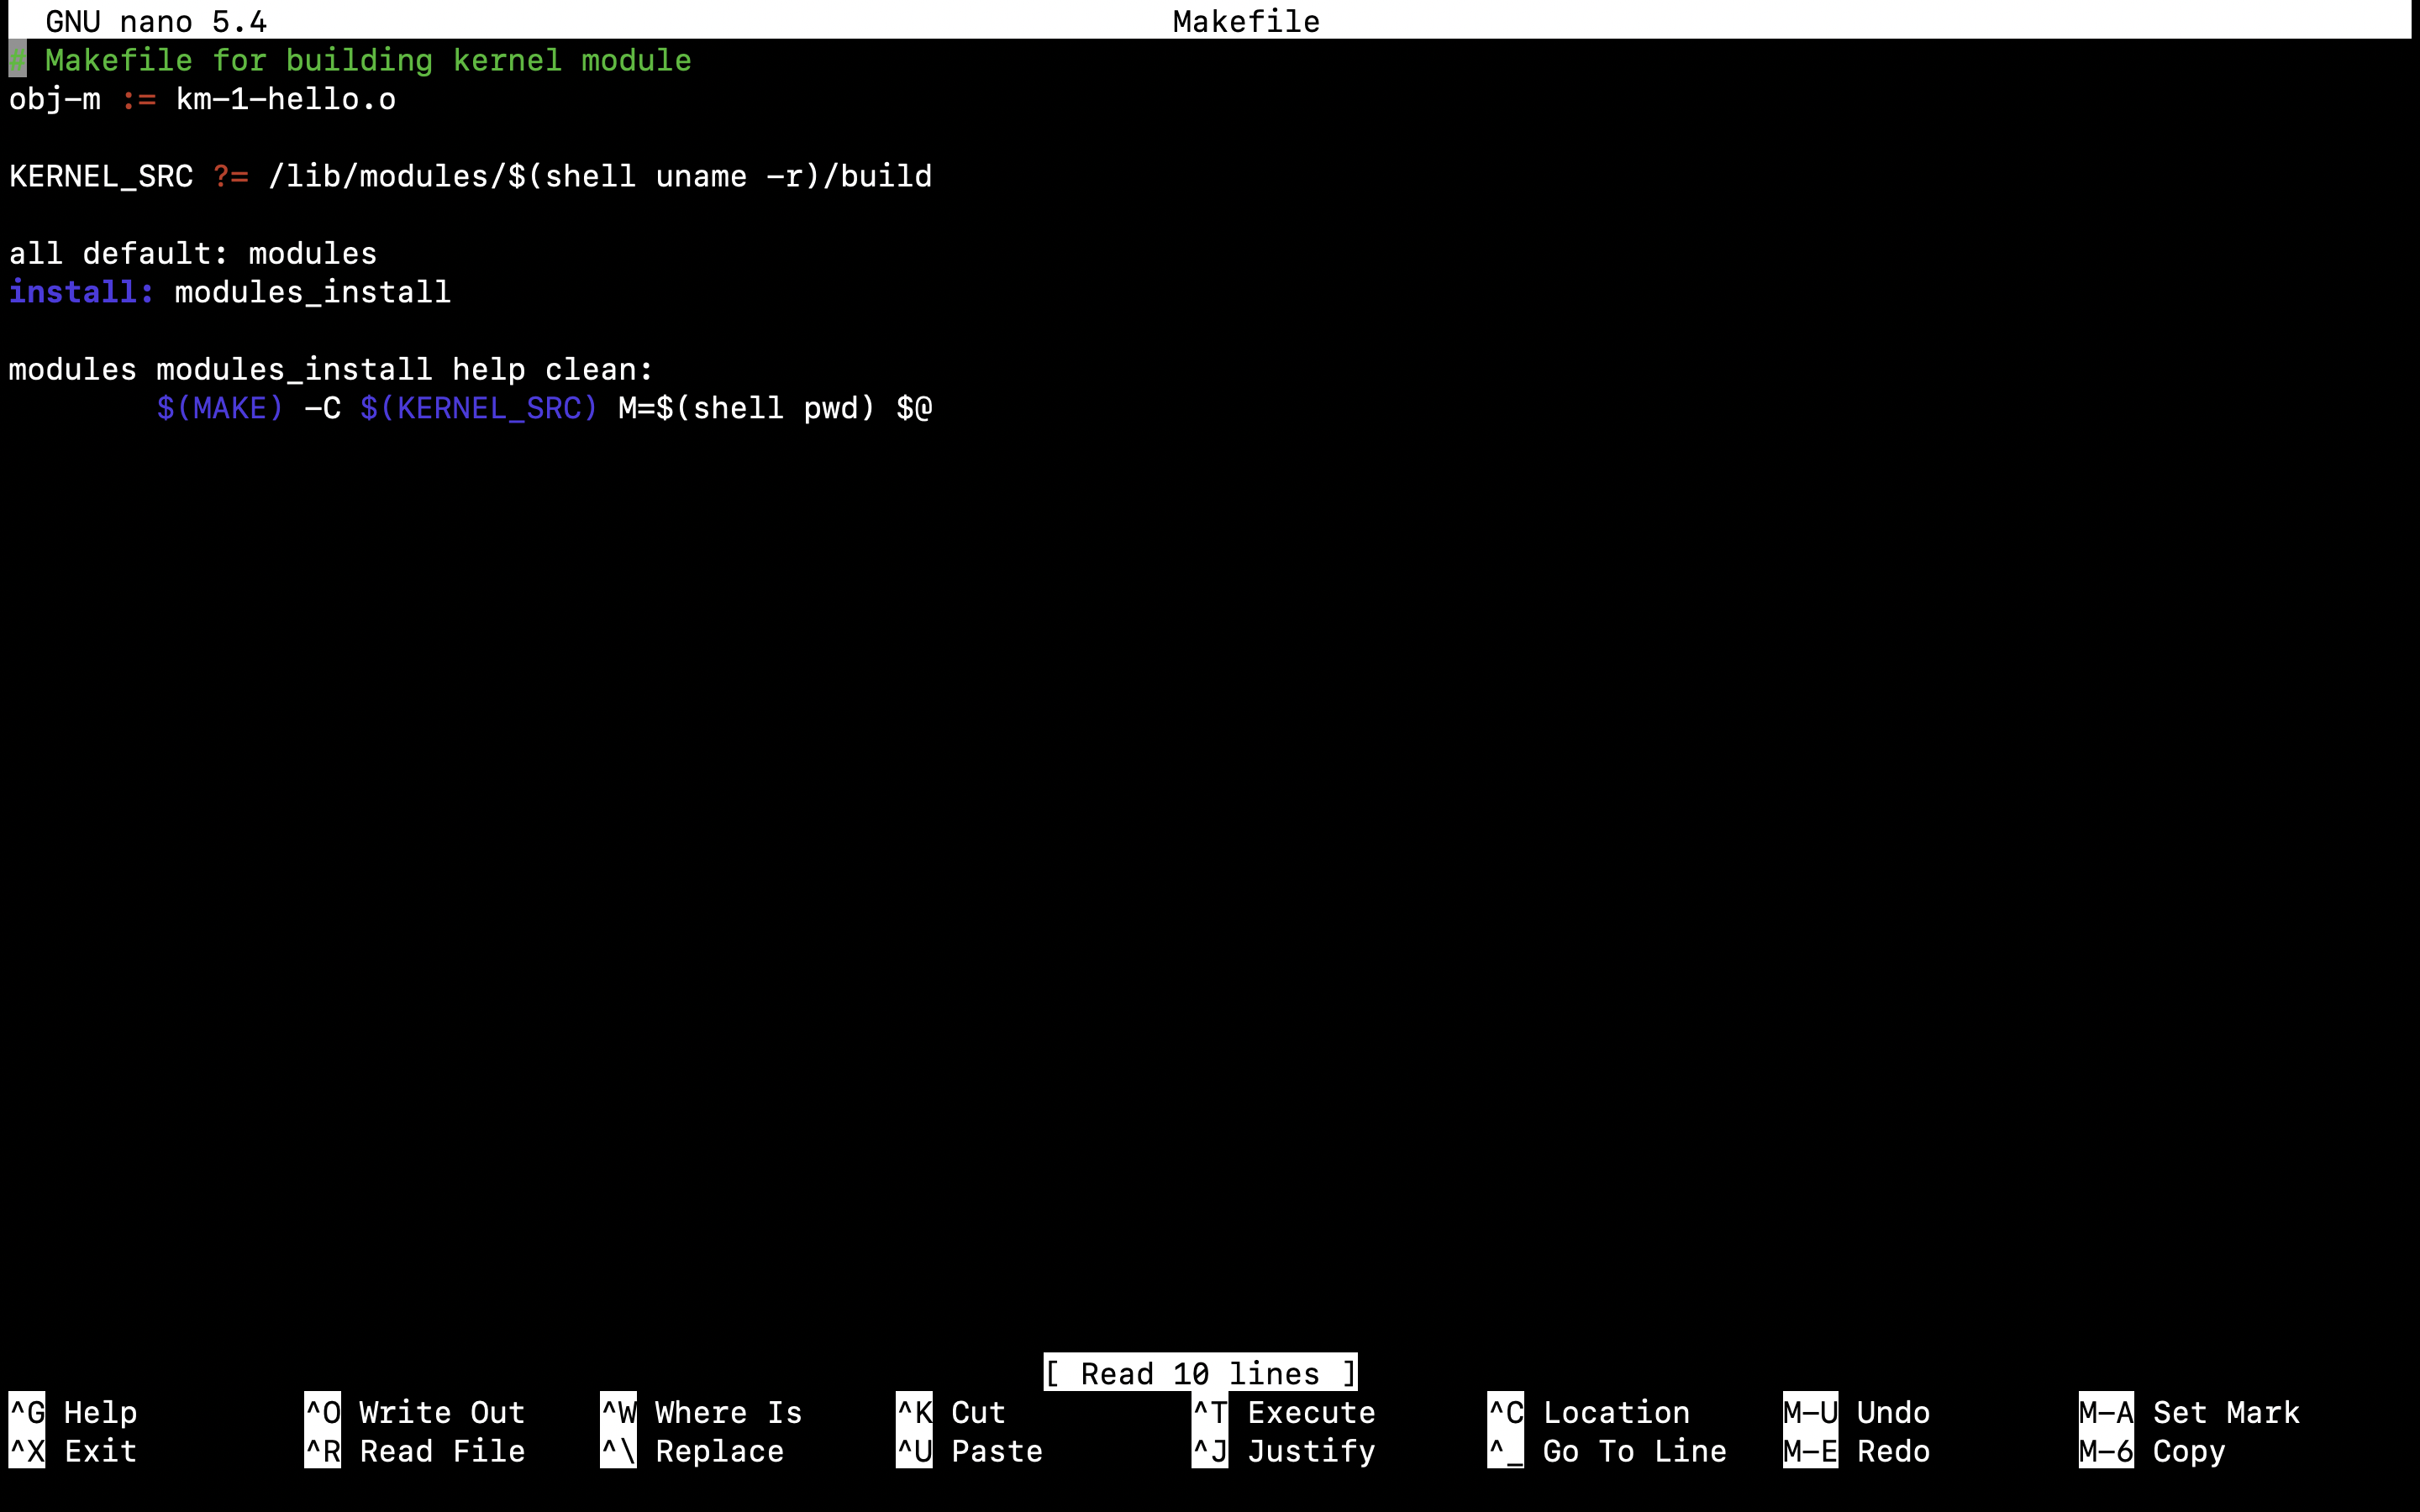 GNU nano 5.4 Makefile
# Makefile for building kernel module
obj-m := km-1-hello.o
KERNEL_SRC ?= /lib/modules/$(shell uname -r)/build
all default: modules
install: modules_install
modules modules_install help clean:
$(MAKE) -C $(KERNEL_SRC) M=$(shell pwd) $@
[ Read 10 lines ]
^G Help ^O Write Out ^W Where Is ^K Cut ^T Execute ^C Location M-U Undo M-A Set Mark
^X Exit ^R Read File ^\ Replace ^U Paste ^J Justify ^_ Go To Line M-E Redo M-6 Copy